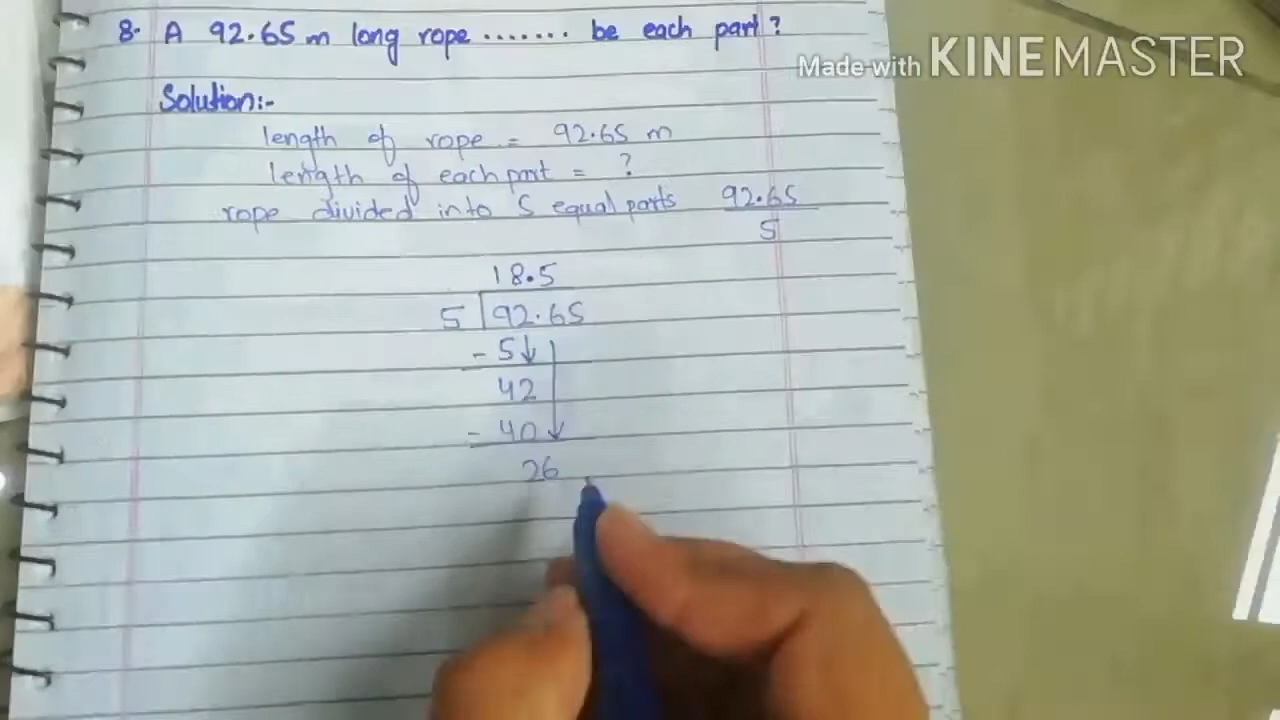 8. A 92.65 m long rope ....... be each part?
Made with KINEMASTER
Solution:-
length of rope = 92.65 m
length of each part = ?
rope divided into 5 equal parts 92.65
5
18.5
5 92.65
- 5↓
42
- 40↓
26